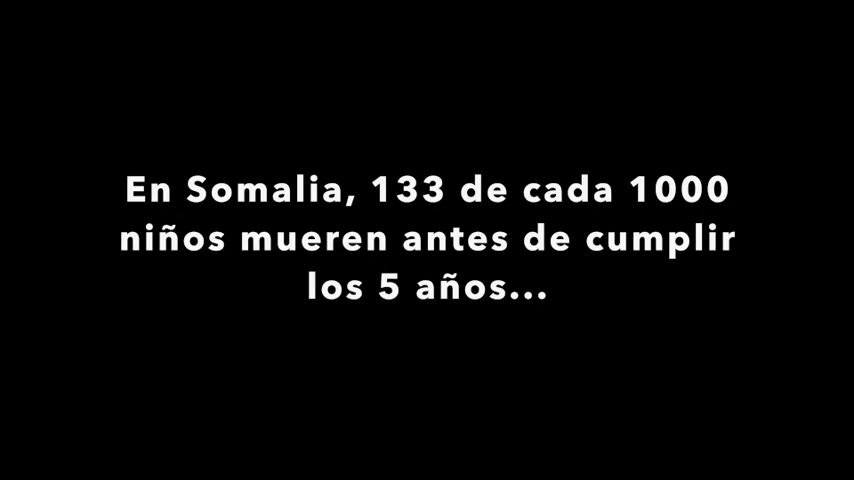 En Somalia, 133 de cada 1000
niños mueren antes de cumplir
los 5 años...